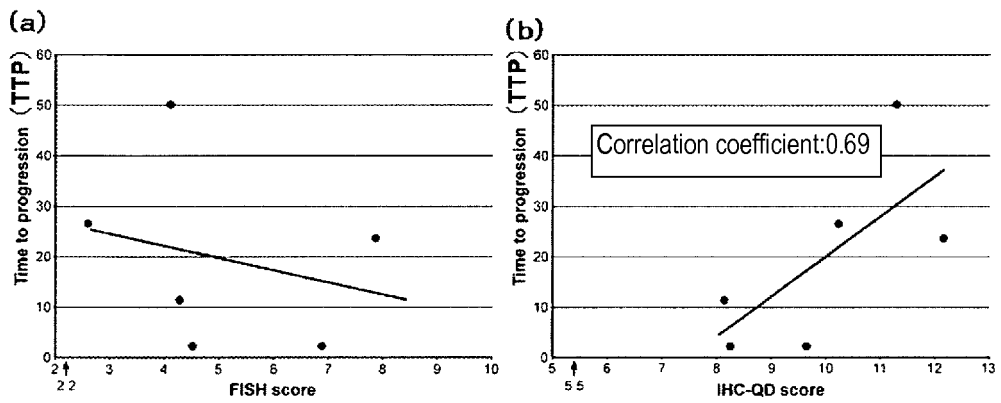 (a)
Time to progression (TTP)
60
50
40
30
20
10
0
2 3 4 5 6 7 8 9 10
2 2
FISH score
(b)
Time to progression (TTP)
60
50
40
30
20
10
0
Correlation coefficient:0.69
5 6 7 8 9 10 11 12 13
5 5
IHC-QD score